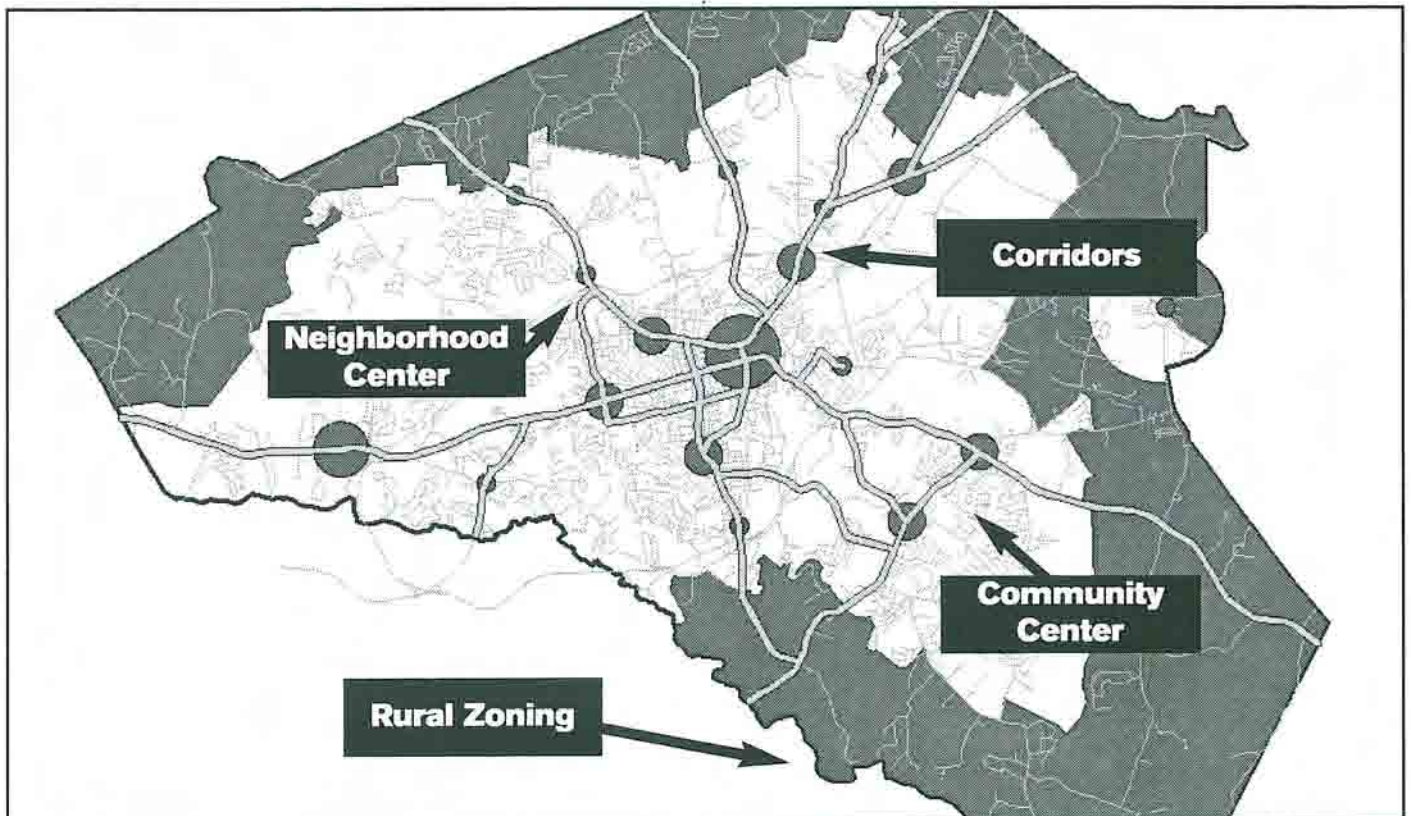 Corridors
Neighborhood
Center
Community
Center
Rural Zoning